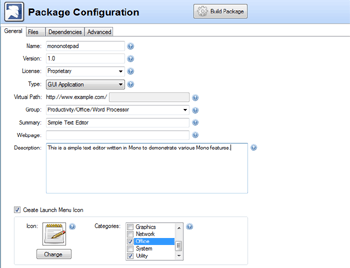 Package Configuration
Build Package
General Files Dependencies Advanced
Name: mononotepad
Version: 1.0
License: Proprietary
Type: GUI Application
Virtual Path: http://www.example.com/
Group: Productivity/Office/Word Processor
Summary: Simple Text Editor
Webpage:
Description: This is a simple text editor written in Mono to demonstrate various Mono features.
Create Launch Menu Icon
Icon: Categories: Graphics
Network
Office
System
Utility
Change